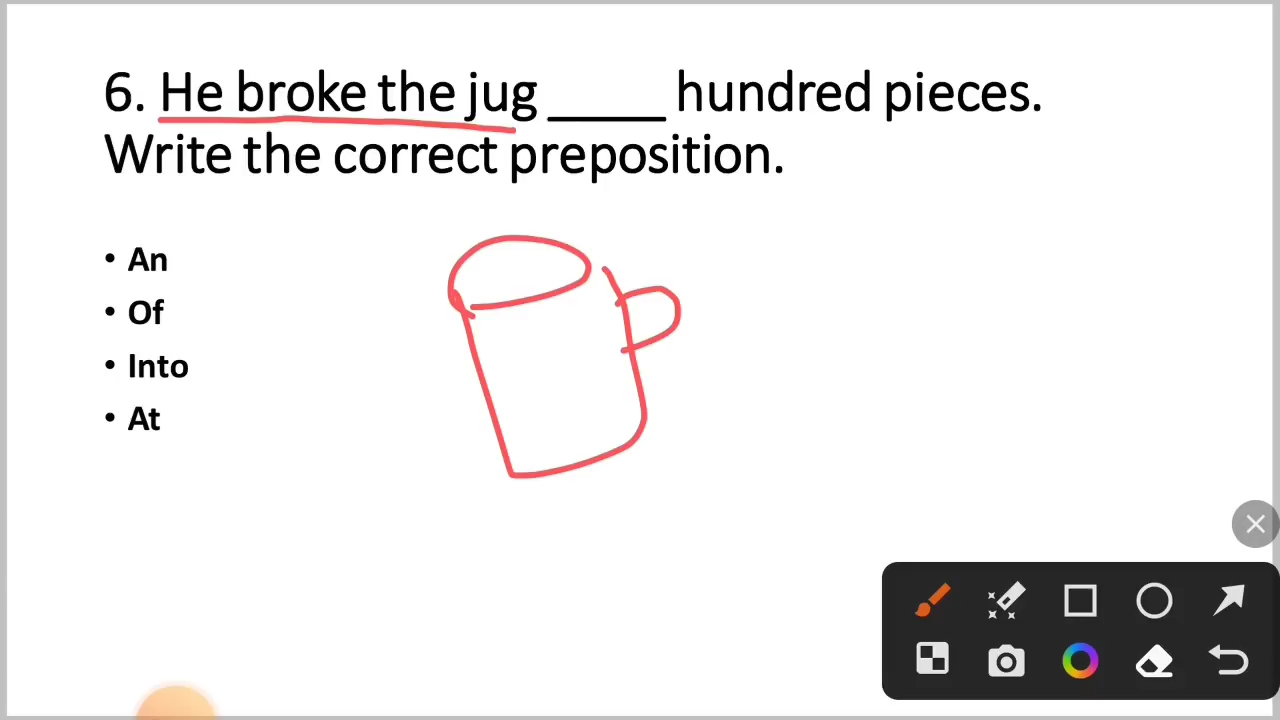 6. He broke the jug _____ hundred pieces.
Write the correct preposition.
• An
• Of
• Into
• At